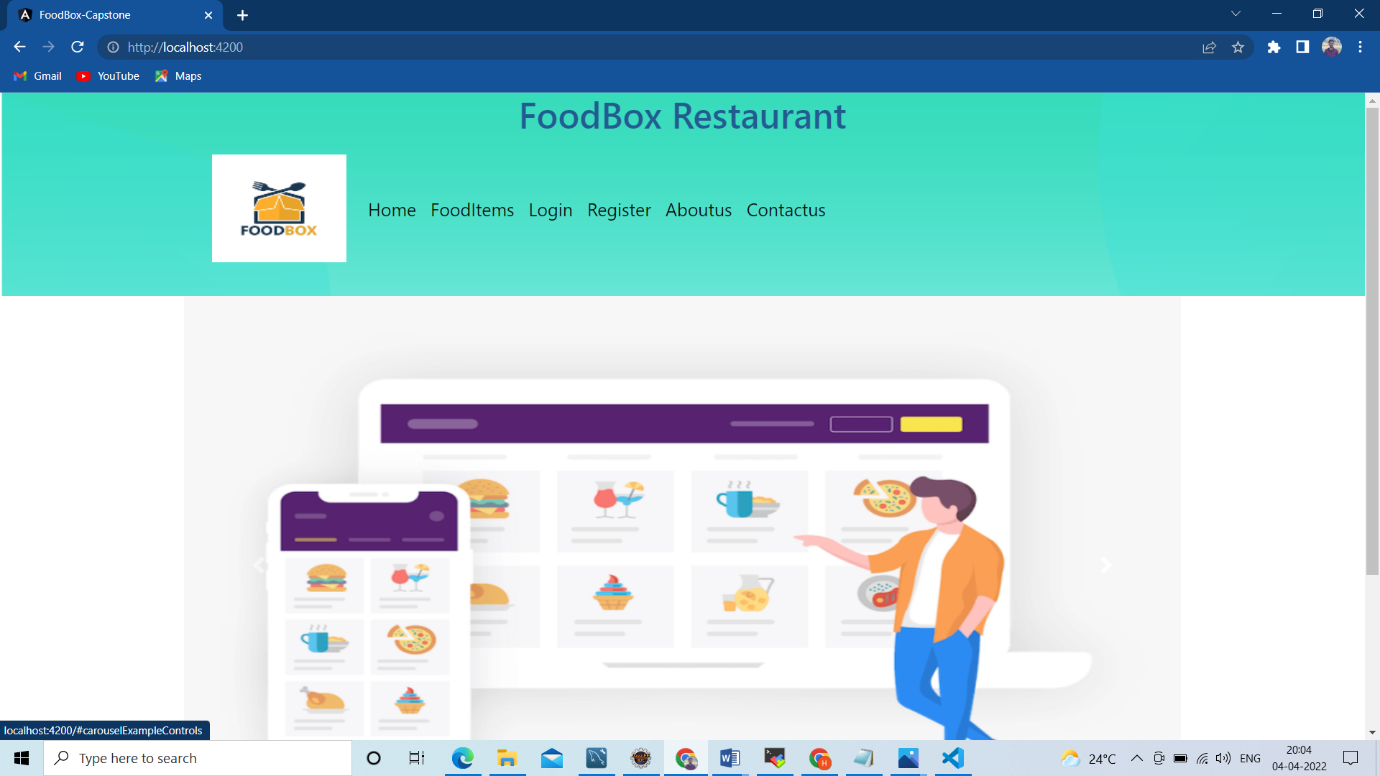 FoodBox-Capstone
http://localhost:4200
Gmail YouTube Maps
FoodBox Restaurant
FOODBOX
Home FoodItems Login Register Aboutus Contactus
localhost:4200/#carouselExampleControls
Type here to search
24°C ENG 20:04
04-04-2022